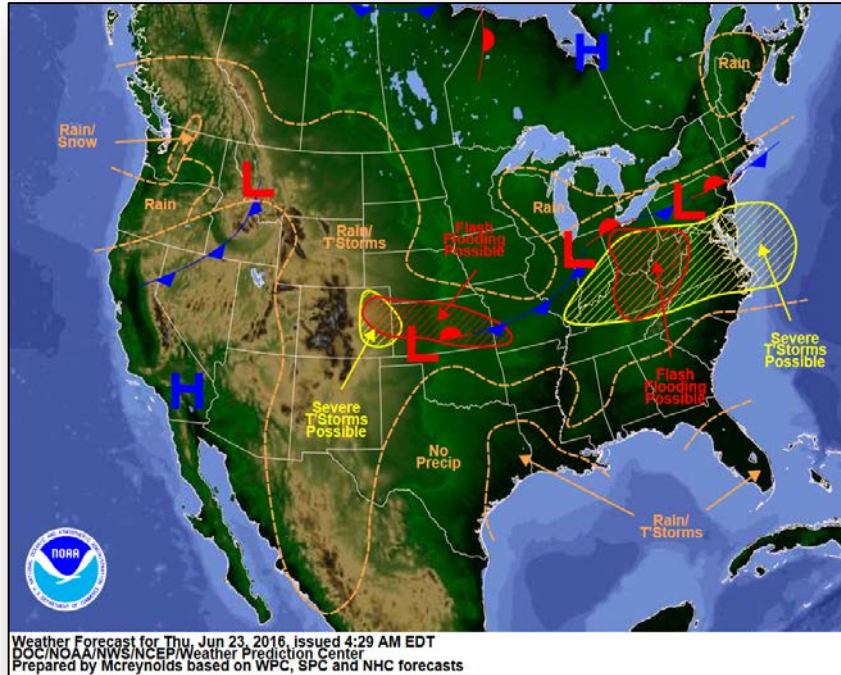 H
Rain
Rain/
Snow
L
Rain
Rain
L
Rain/
T'Storms
Flash
Flooding
Possible
L
L
Severe
T'Storms
Possible
H
Flash
Flooding
Possible
Severe
T'Storms
Possible
No
Precip
Rain/
T'Storms
NOAA
Weather Forecast for Thu, Jun 23, 2016, issued 4:29 AM EDT
DOC/NOAA/NWS/NCEP/Weather Prediction Center
Prepared by Mcreynolds based on WPC, SPC and NHC forecasts